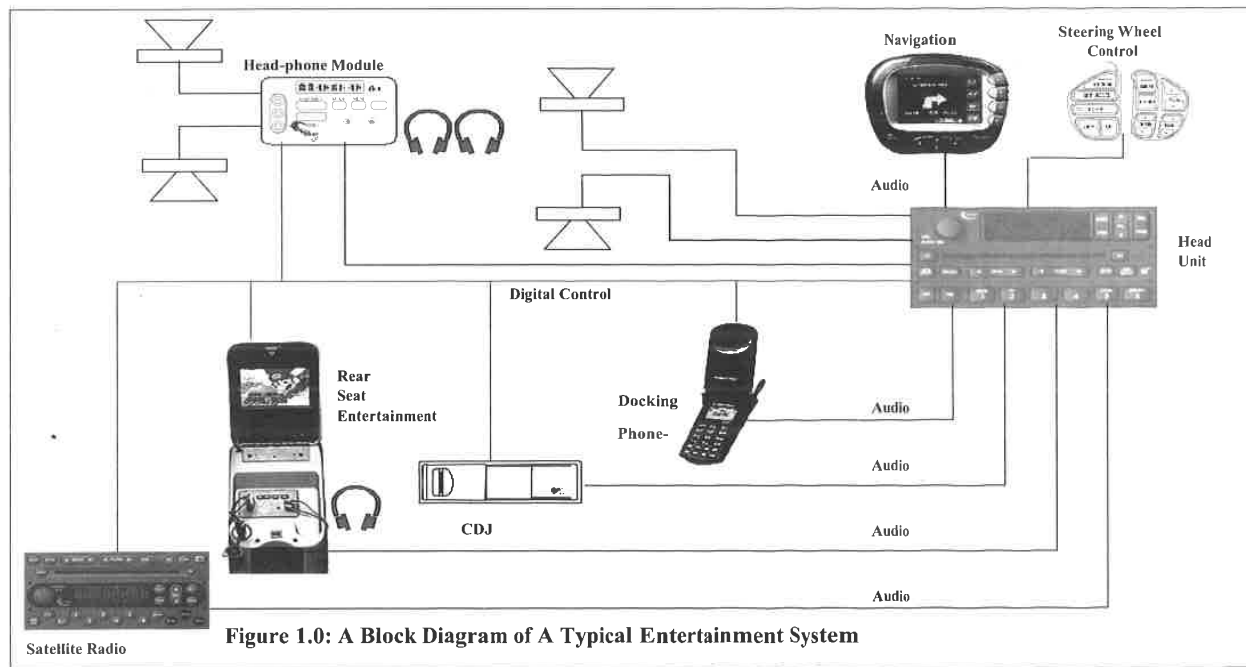 Steering Wheel
Control
Navigation
Head-phone Module
Audio
Head
Unit
Digital Control
Rear
Seat
Entertainment
Docking
Phone-
Audio
Audio
CDJ
Audio
Audio
Satellite Radio
Figure 1.0: A Block Diagram of A Typical Entertainment System